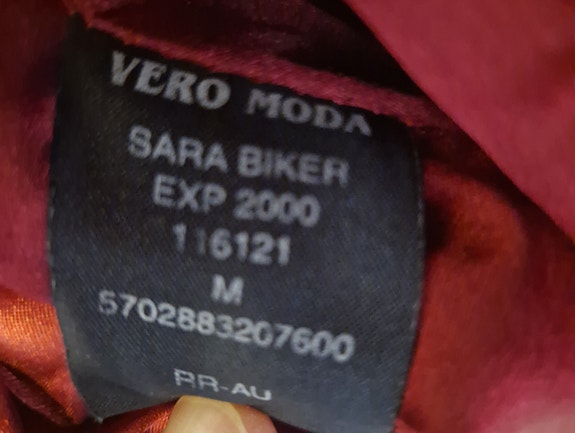 VERO MODA
SARA BIKER
EXP 2000
116121
M
5702883207600
RR-AU